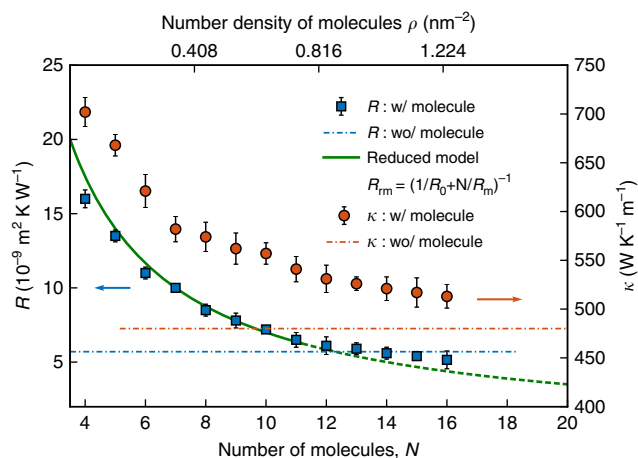 Number density of molecules ρ (nm⁻²)
0.408 0.816 1.224
25 750
20 700
15 650
10 600
5 550
500
450
400
R (10⁻⁹ m² K W⁻¹)
κ (W K⁻¹ m⁻¹)
R : w/ molecule
R : wo/ molecule
Reduced model
Rrm = (1/R0+N/Rm)⁻¹
κ : w/ molecule
κ : wo/ molecule
4 6 8 10 12 14 16 18 20
Number of molecules, N